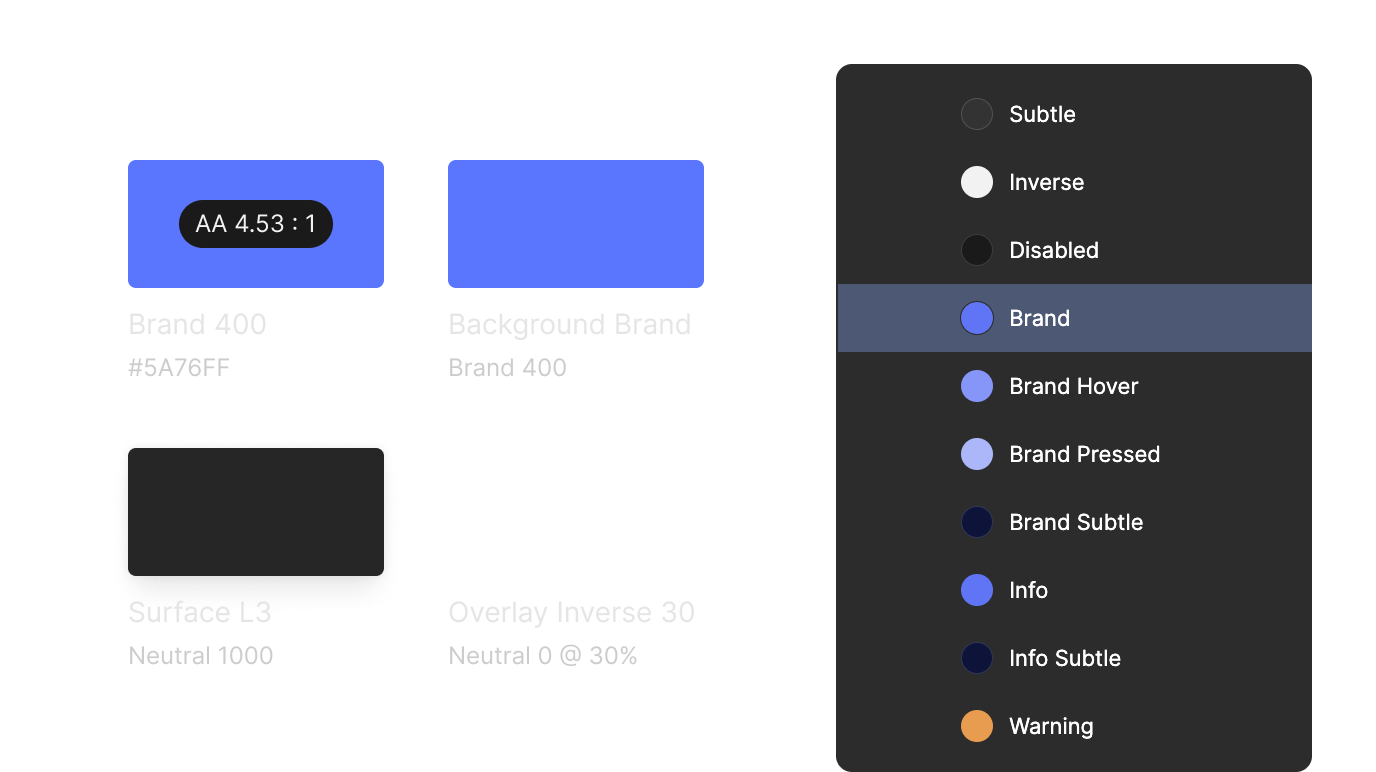 AA 4.53 : 1
Brand 400
#5A76FF
Background Brand
Brand 400
Surface L3
Neutral 1000
Overlay Inverse 30
Neutral 0 @ 30%
Subtle
Inverse
Disabled
Brand
Brand Hover
Brand Pressed
Brand Subtle
Info
Info Subtle
Warning